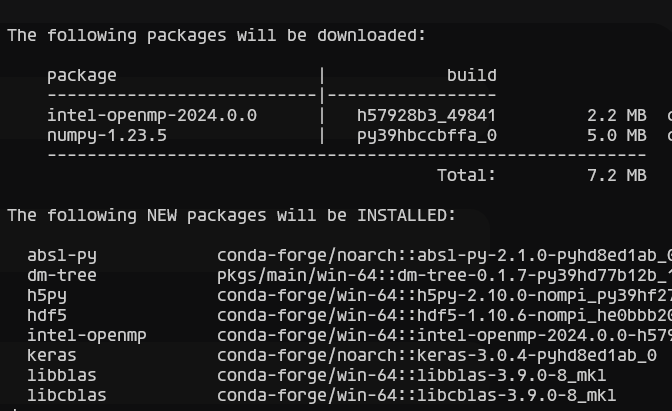 The following packages will be downloaded:
package | build
---------------------------|-----------------
intel-openmp-2024.0.0 | h57928b3_49841 2.2 MB c
numpy-1.23.5 | py39hbccbffa_0 5.0 MB c
------------------------------------------------------------
Total: 7.2 MB
The following NEW packages will be INSTALLED:
absl-py conda-forge/noarch::absl-py-2.1.0-pyhd8ed1ab_0
dm-tree pkgs/main/win-64::dm-tree-0.1.7-py39hd77b12b_1
h5py conda-forge/win-64::h5py-2.10.0-nompi_py39hf27
hdf5 conda-forge/win-64::hdf5-1.10.6-nompi_he0bbb20
intel-openmp conda-forge/win-64::intel-openmp-2024.0.0-h579
keras conda-forge/noarch::keras-3.0.4-pyhd8ed1ab_0
libblas conda-forge/win-64::libblas-3.9.0-8_mkl
libcblas conda-forge/win-64::libcblas-3.9.0-8_mkl